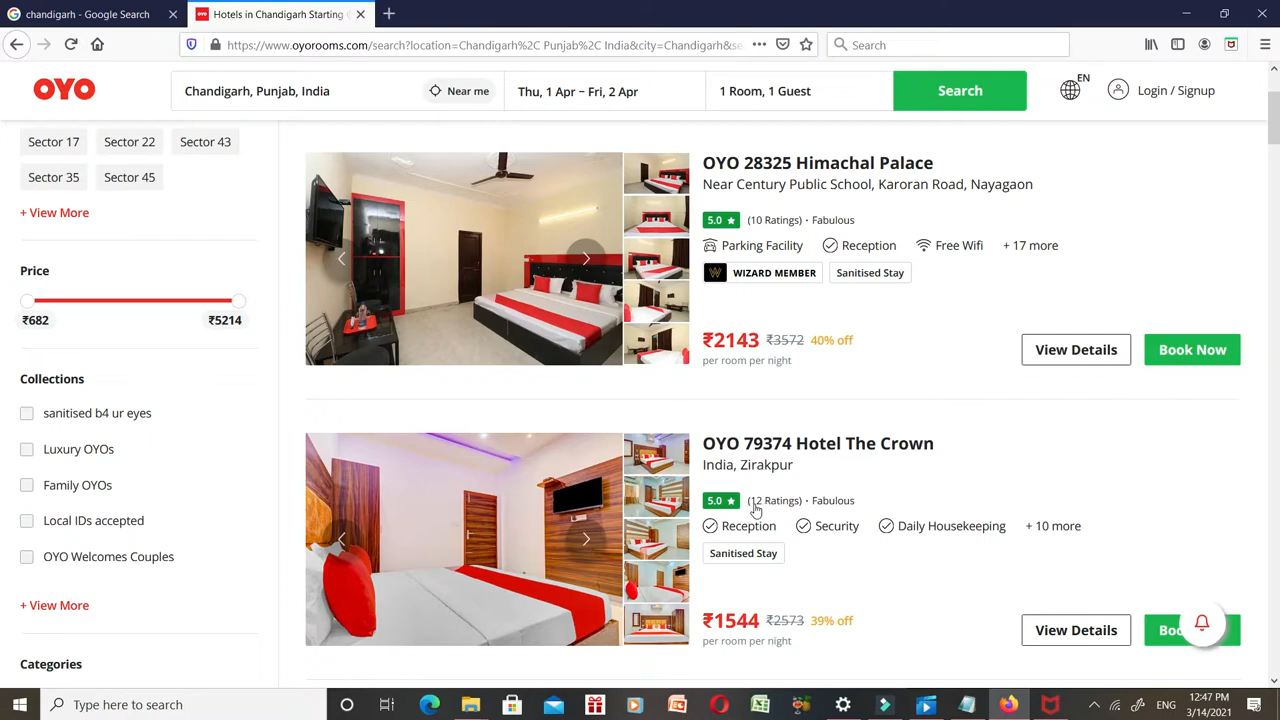 chandigarh - Google Search
Hotels in Chandigarh Starting
https://www.oyorooms.com/search?location=Chandigarh%2C Punjab%2C India&city=Chandigarh&se
Search
OYO
Chandigarh, Punjab, India
Near me
Thu, 1 Apr – Fri, 2 Apr
1 Room, 1 Guest
Search
EN
Login / Signup
Sector 17
Sector 22
Sector 43
Sector 35
Sector 45
+ View More
Price
₹682
₹5214
Collections
sanitised b4 ur eyes
Luxury OYOs
Family OYOs
Local IDs accepted
OYO Welcomes Couples
+ View More
Categories
OYO 28325 Himachal Palace
Near Century Public School, Karoran Road, Nayagaon
5.0 ★ (10 Ratings) · Fabulous
Parking Facility Reception Free Wifi + 17 more
W WIZARD MEMBER Sanitised Stay
₹2143 ₹3572 40% off
per room per night
View Details
Book Now
OYO 79374 Hotel The Crown
India, Zirakpur
5.0 ★ (12 Ratings) · Fabulous
Reception Security Daily Housekeeping + 10 more
Sanitised Stay
₹1544 ₹2573 39% off
per room per night
View Details
Type here to search
12:47 PM
3/14/2021